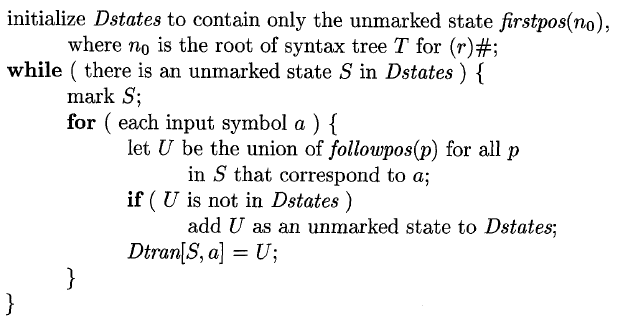 initialize Dstates to contain only the unmarked state firstpos(n₀),
where n₀ is the root of syntax tree T for (r)#;
while ( there is an unmarked state S in Dstates ) {
mark S;
for ( each input symbol a ) {
let U be the union of followpos(p) for all p
in S that correspond to a;
if ( U is not in Dstates )
add U as an unmarked state to Dstates;
Dtran[S, a] = U;
}
}